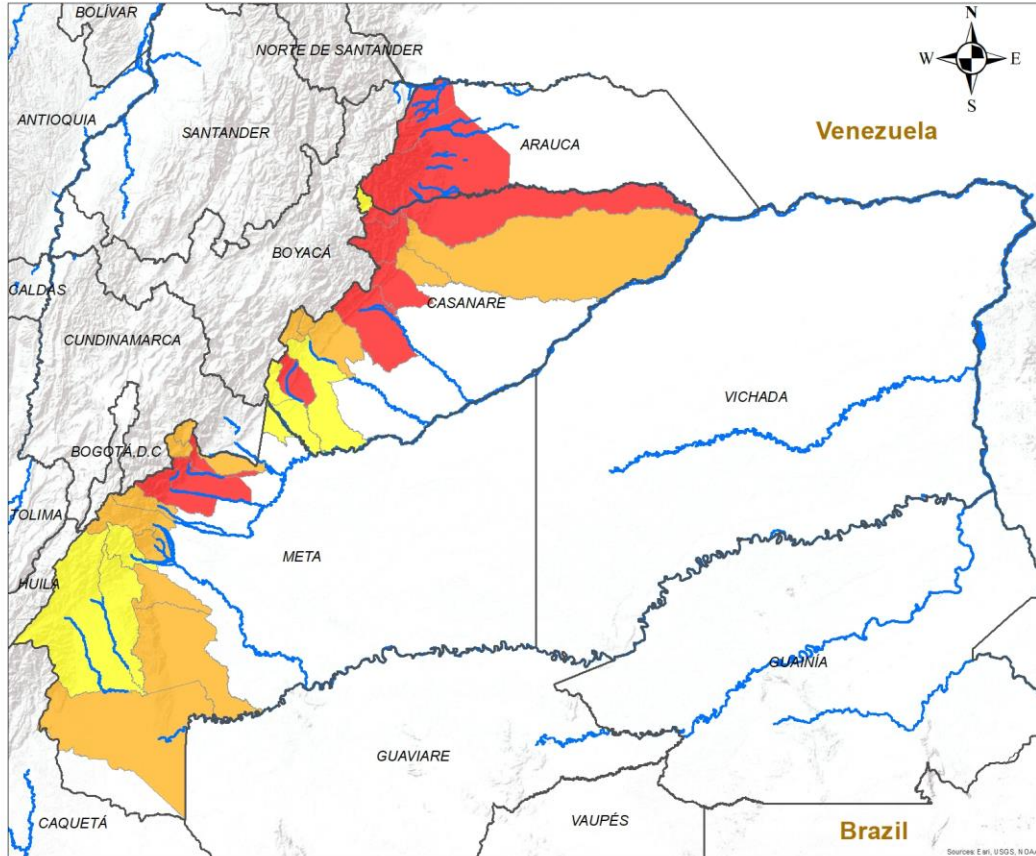 BOLÍVAR
N
NORTE DE SANTANDER
W
E
S
ANTIOQUIA
SANTANDER
ARAUCA
Venezuela
BOYACÁ
CALDAS
CASANARE
CUNDINAMARCA
VICHADA
BOGOTÁ,D.C
TOLIMA
META
HUILA
GUAINÍA
GUAVIARE
CAQUETÁ
VAUPÉS
Brazil
Sources: Esri, USGS, NOAA